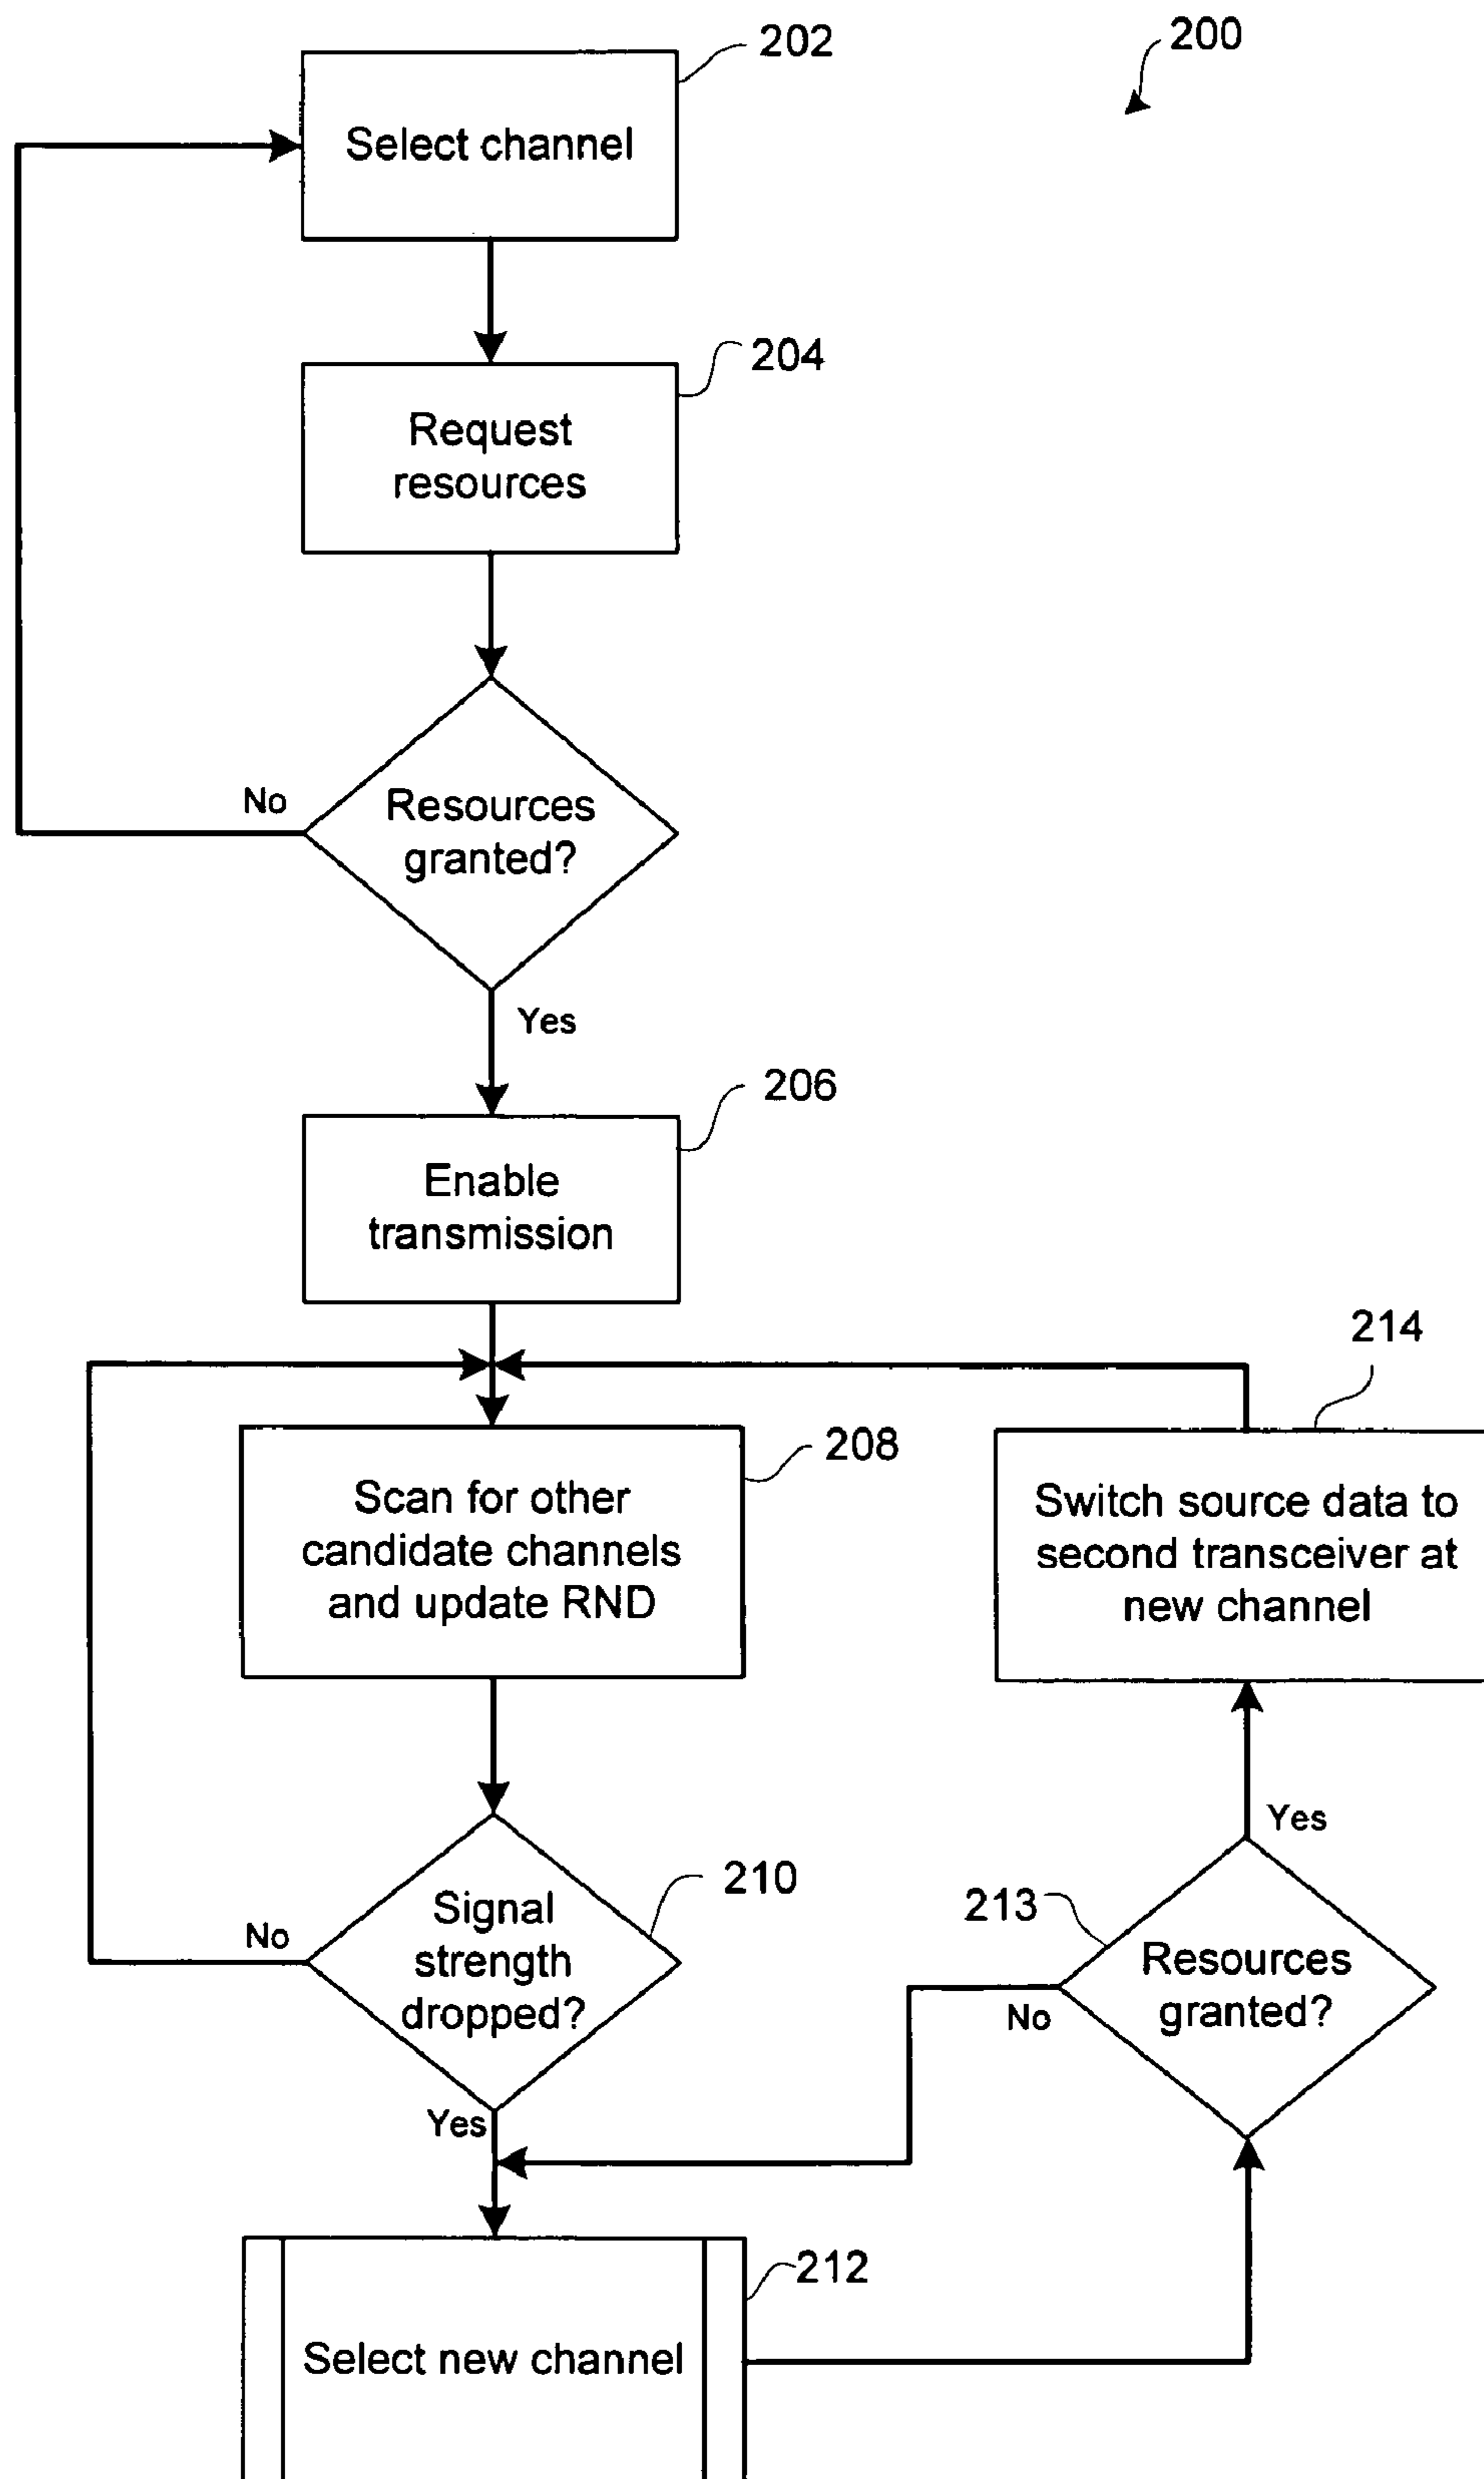 200
202
Select channel
204
Request
resources
Resources
granted?
No
Yes
206
Enable
transmission
214
208
Scan for other
candidate channels
and update RND
Switch source data to
second transceiver at
new channel
Yes
210
Signal
strength
dropped?
No
213
Resources
granted?
No
Yes
212
Select new channel